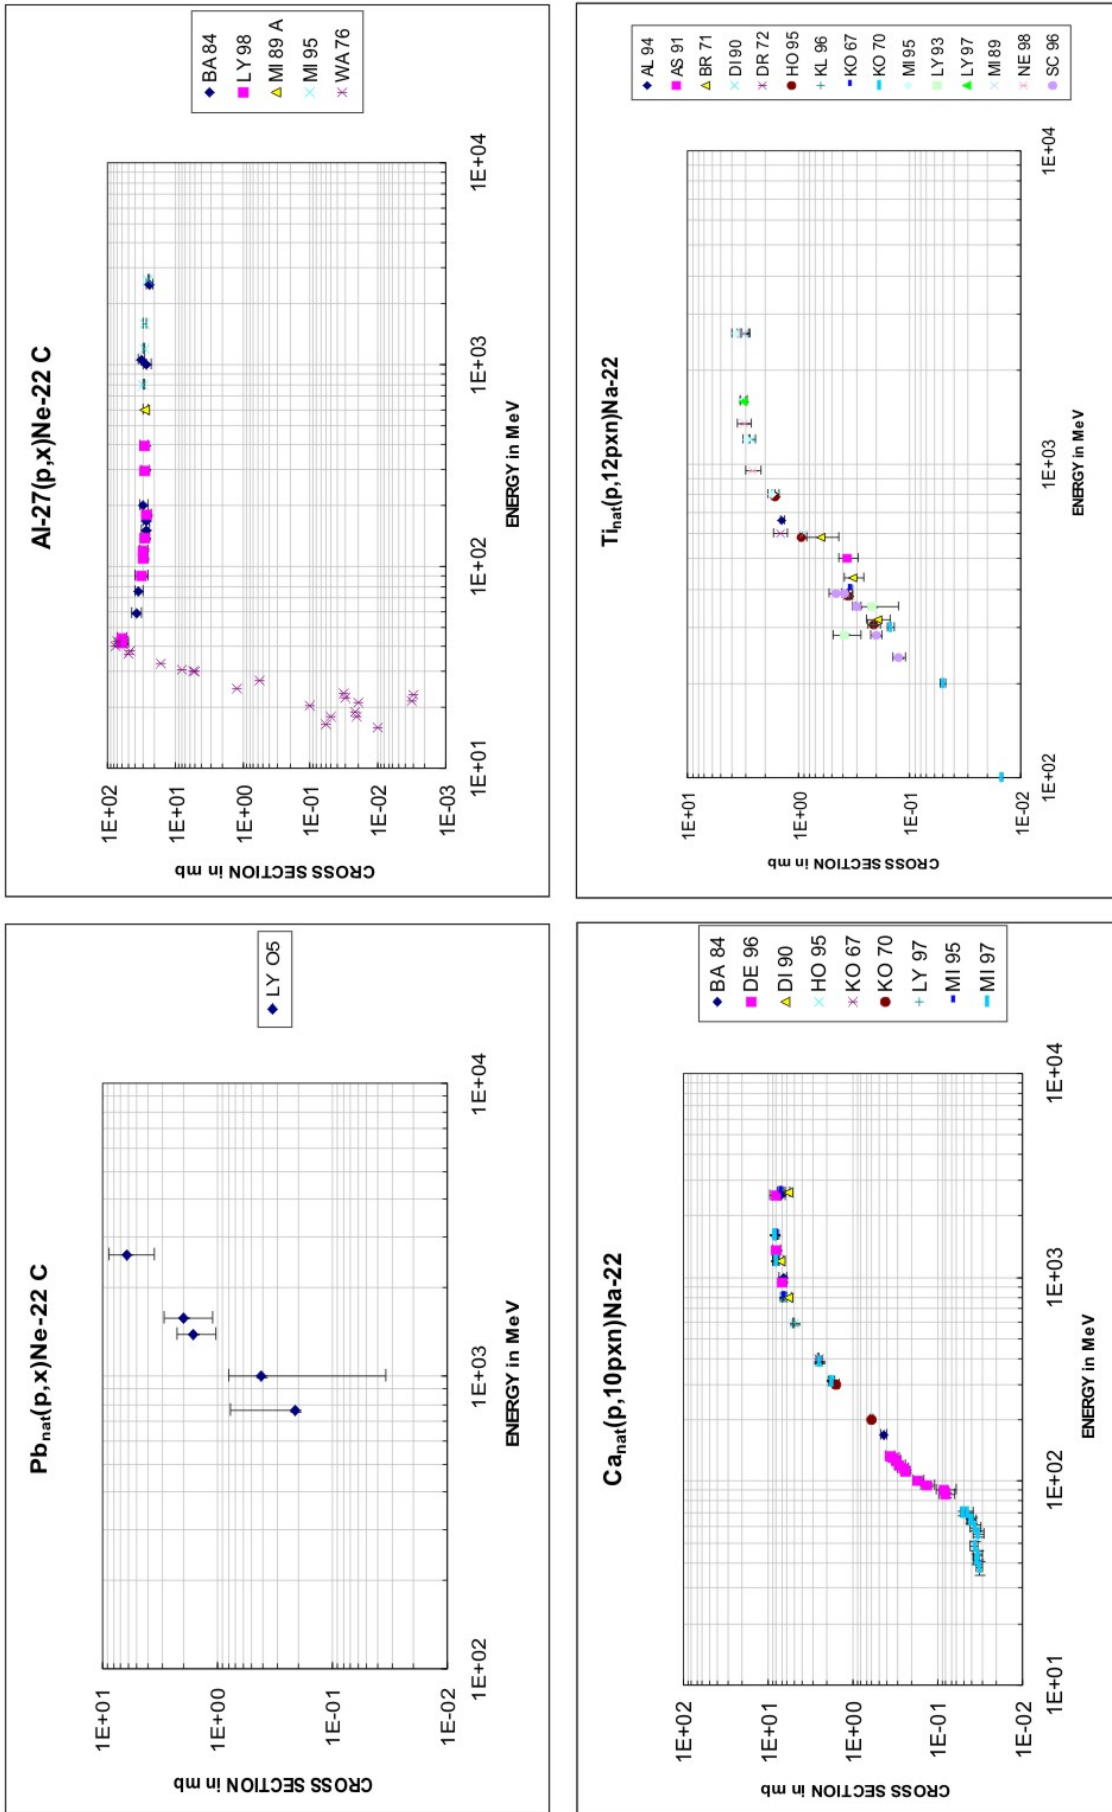 Pbnat(p,x)Ne-22 C
CROSS SECTION in mb
1E+01
1E+00
1E-01
1E-02
1E+02
1E+03
1E+04
ENERGY in MeV
LY O5
Al-27(p,x)Ne-22 C
CROSS SECTION in mb
1E+02
1E+01
1E+00
1E-01
1E-02
1E-03
1E+01
1E+02
1E+03
1E+04
ENERGY in MeV
BA 84
LY 98
MI 89 A
MI 95
WA 76
Canat(p,10pxn)Na-22
CROSS SECTION in mb
1E+02
1E+01
1E+00
1E-01
1E-02
1E+01
1E+02
1E+03
1E+04
ENERGY in MeV
BA 84
DE 96
DI 90
HO 95
KO 67
KO 70
LY 97
MI 95
MI 97
Tinat(p,12pxn)Na-22
CROSS SECTION in mb
1E+01
1E+00
1E-01
1E-02
1E+02
1E+03
1E+04
ENERGY in MeV
AL 94
AS 91
BR 71
DI 90
DR 72
HO 95
KL 96
KO 67
KO 70
MI 95
LY 93
LY 97
MI 89
NE 98
SC 96